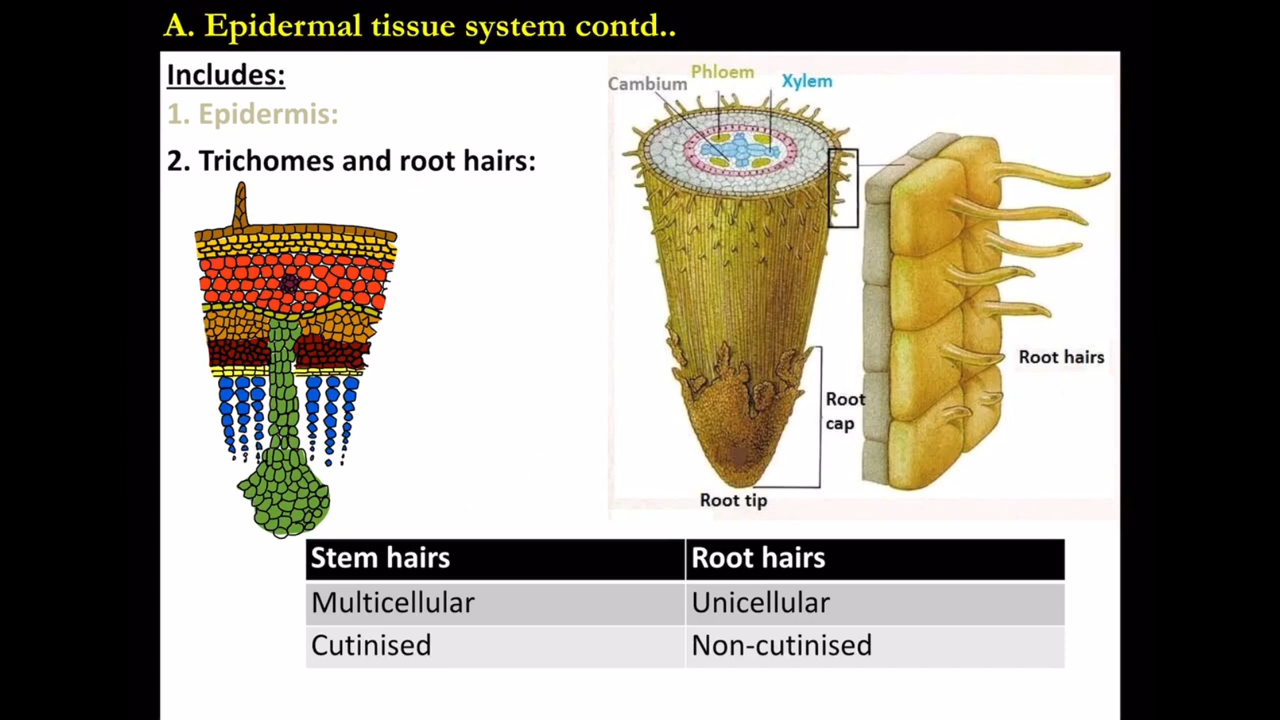 A. Epidermal tissue system contd..
Includes:
1. Epidermis:
2. Trichomes and root hairs:
Cambium
Phloem
Xylem
Root hairs
Root
cap
Root tip
Stem hairs
Root hairs
Multicellular
Unicellular
Cutinised
Non-cutinised